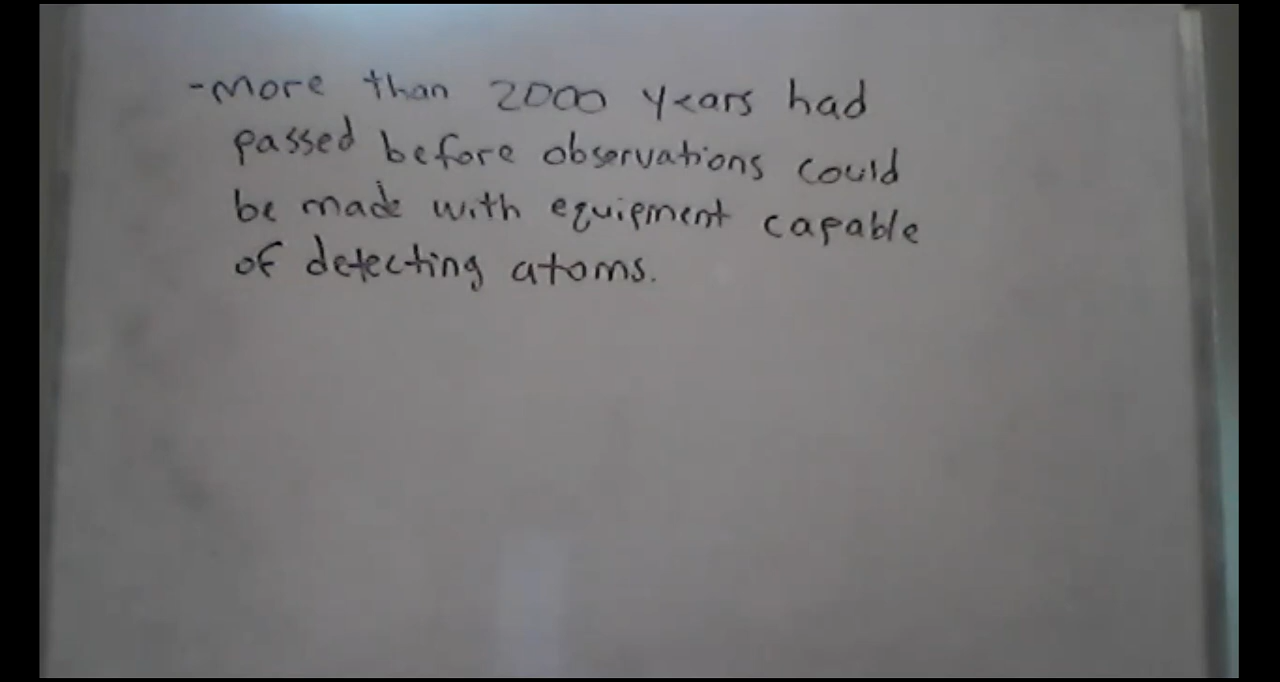 -More than 2000 years had
passed before observations could
be made with equipment capable
of detecting atoms.